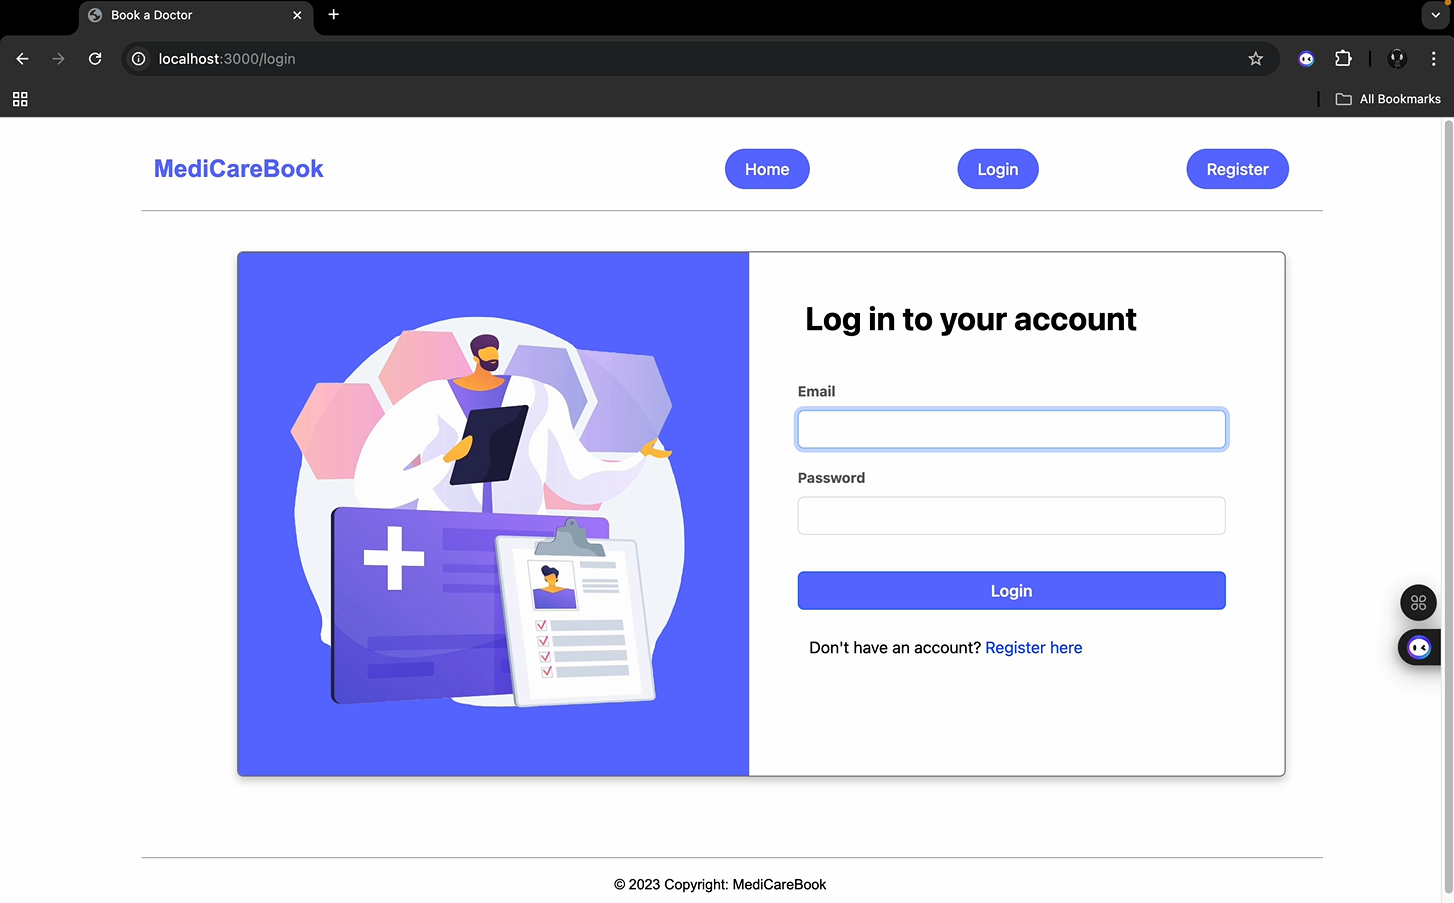 Book a Doctor
localhost:3000/login
All Bookmarks
MediCareBook
Home
Login
Register
Log in to your account
Email
Password
Login
Don't have an account? Register here
© 2023 Copyright: MediCareBook